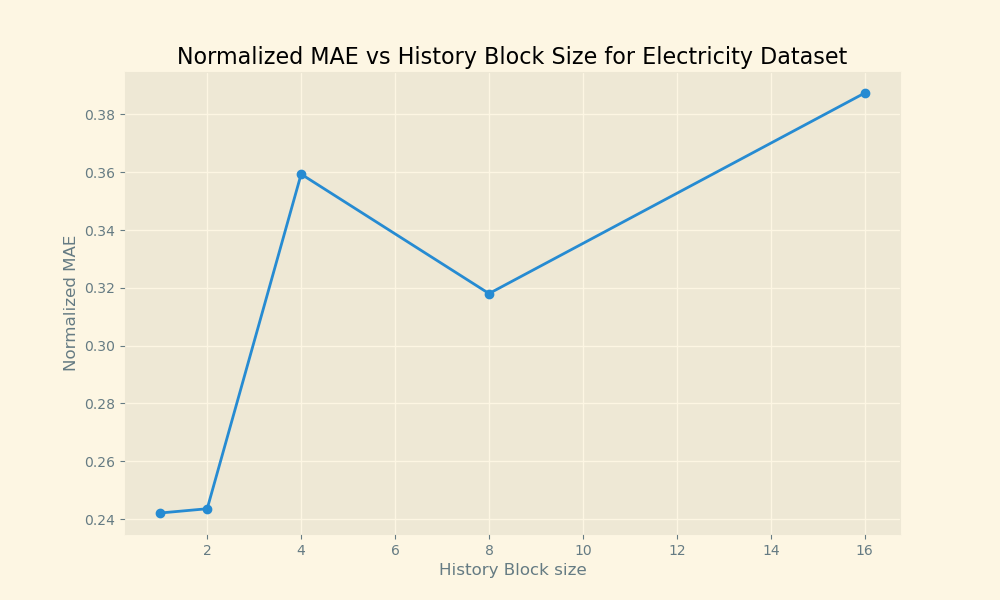 Normalized MAE vs History Block Size for Electricity Dataset
Normalized MAE
0.38
0.36
0.34
0.32
0.30
0.28
0.26
0.24
2 4 6 8 10 12 14 16
History Block size